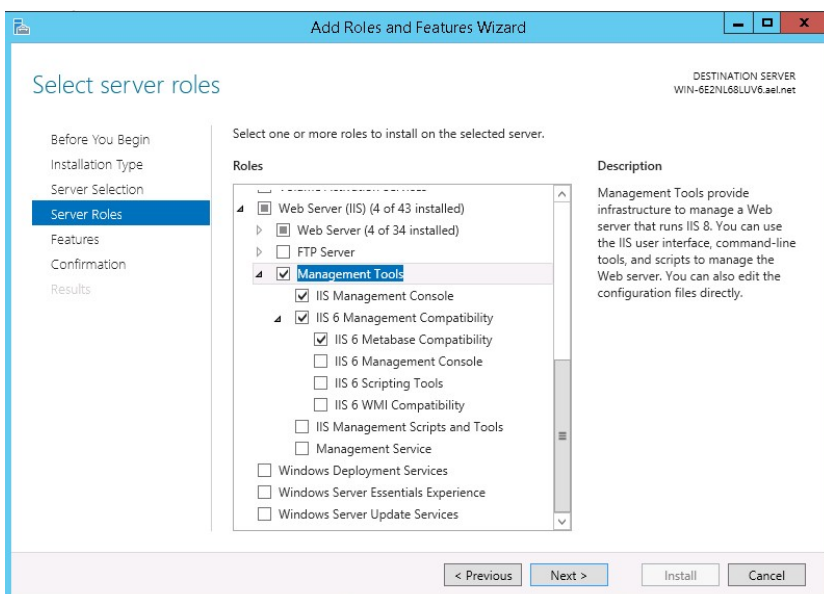 Add Roles and Features Wizard
Select server roles
DESTINATION SERVER
WIN-6E2NL68LUV6.ael.net
Before You Begin
Installation Type
Server Selection
Server Roles
Features
Confirmation
Results
Select one or more roles to install on the selected server.
Roles
Web Server (IIS) (4 of 43 installed)
Web Server (4 of 34 installed)
FTP Server
Management Tools
IIS Management Console
IIS 6 Management Compatibility
IIS 6 Metabase Compatibility
IIS 6 Management Console
IIS 6 Scripting Tools
IIS 6 WMI Compatibility
IIS Management Scripts and Tools
Management Service
Windows Deployment Services
Windows Server Essentials Experience
Windows Server Update Services
Description
Management Tools provide
infrastructure to manage a Web
server that runs IIS 8. You can use
the IIS user interface, command-line
tools, and scripts to manage the
Web server. You can also edit the
configuration files directly.
< Previous
Next >
Install
Cancel